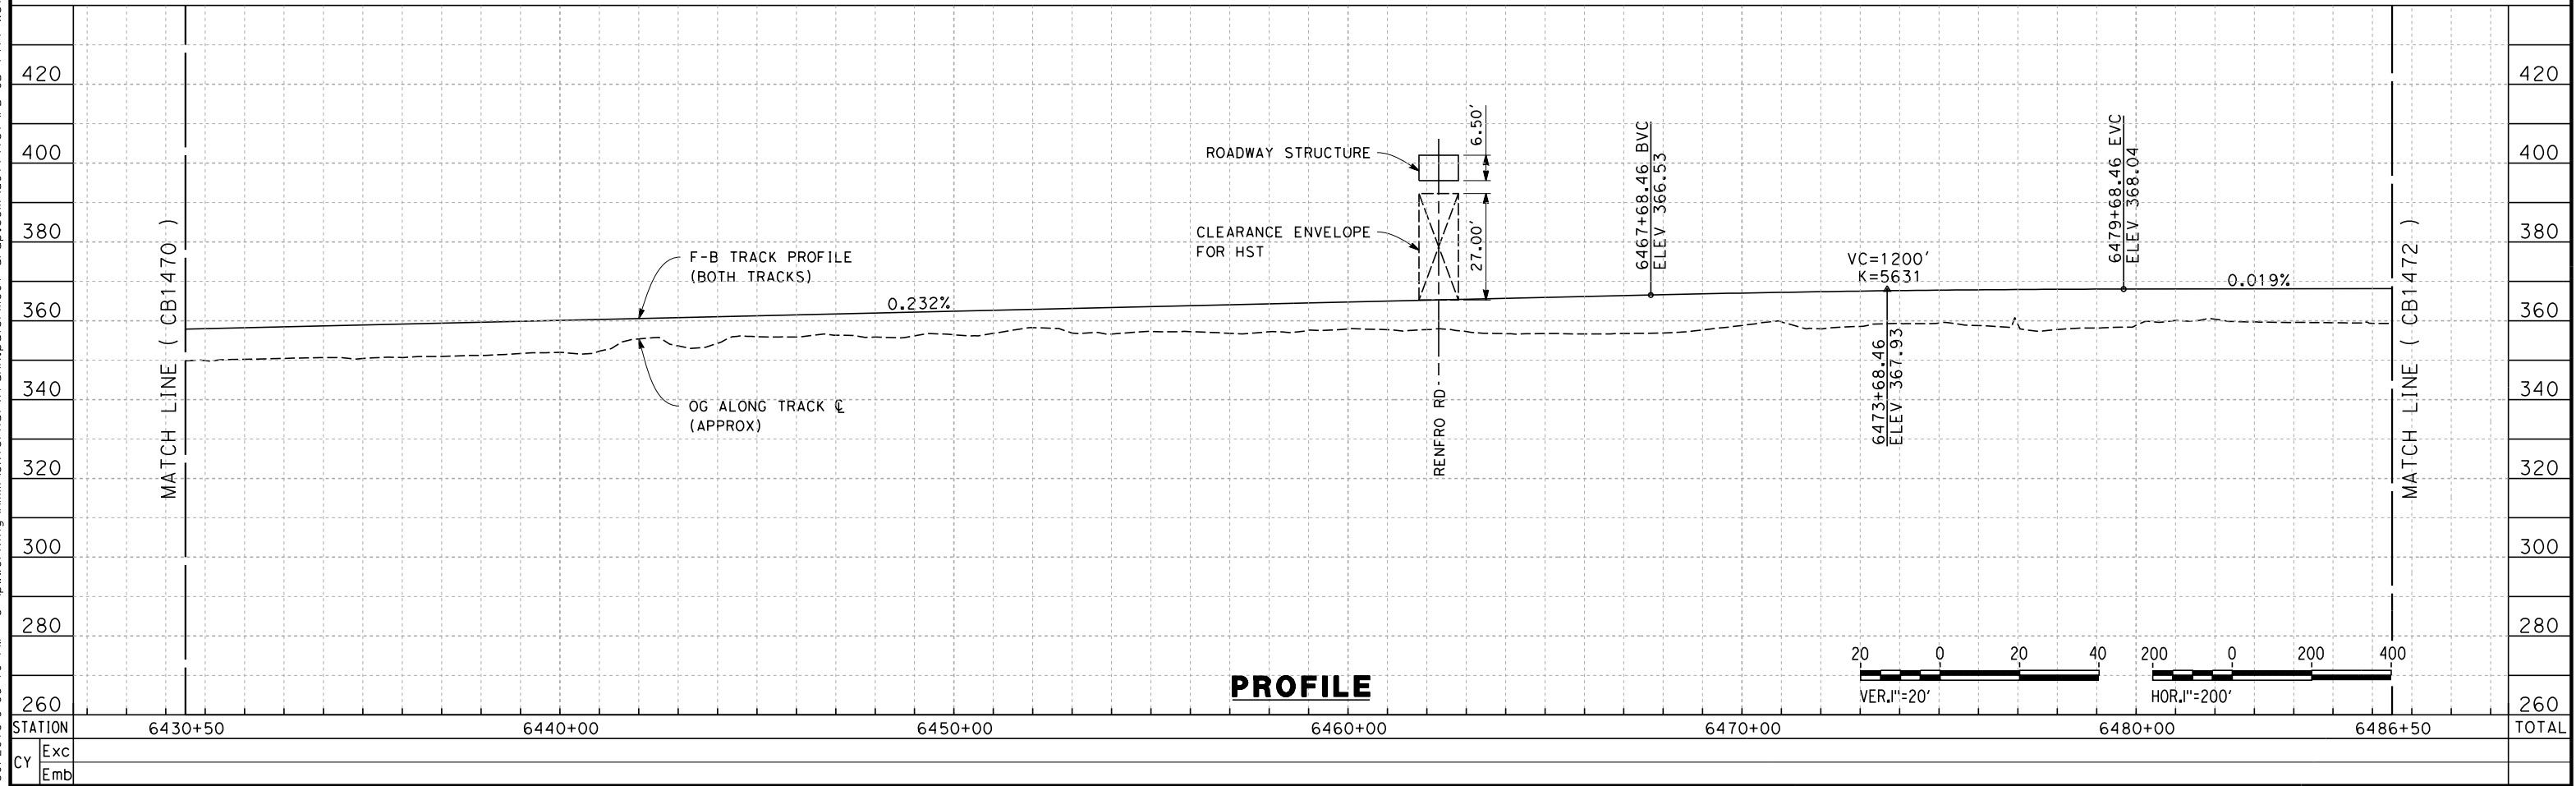 420
400
380
360
340
320
300
280
260
MATCH LINE ( CB1470 )
F-B TRACK PROFILE
(BOTH TRACKS)
OG ALONG TRACK ℄
(APPROX)
0.232%
ROADWAY STRUCTURE
6.50'
CLEARANCE ENVELOPE
FOR HST
27.00'
RENFRO RD
6467+68.46 BVC
ELEV 366.53
VC=1200'
K=5631
6473+68.46
ELEV 367.93
6479+68.46 EVC
ELEV 368.04
0.019%
MATCH LINE ( CB1472 )
420
400
380
360
340
320
300
280
260
PROFILE
20 0 20 40
VER.1"=20'
200 0 200 400
HOR.1"=200'
STATION 6430+50 6440+00 6450+00 6460+00 6470+00 6480+00 6486+50 TOTAL
CY
Exc
Emb